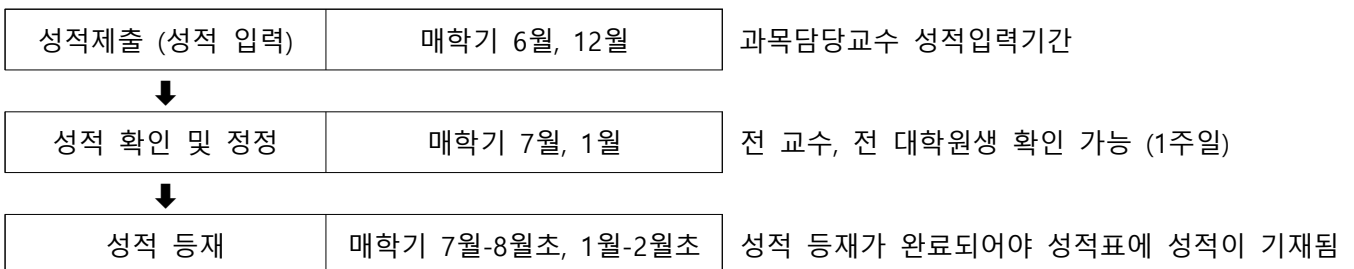 성적제출 (성적 입력) 매학기 6월, 12월 과목담당교수 성적입력기간
성적 확인 및 정정 매학기 7월, 1월 전 교수, 전 대학원생 확인 가능 (1주일)
성적 등재 매학기 7월-8월초, 1월-2월초 성적 등재가 완료되어야 성적표에 성적이 기재됨